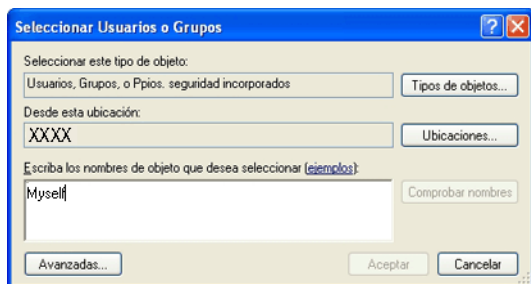 Seleccionar Usuarios o Grupos
Seleccionar este tipo de objeto:
Usuarios, Grupos, o Ppios. seguridad incorporados
Tipos de objetos...
Desde esta ubicación:
XXXX
Ubicaciones...
Escriba los nombres de objeto que desea seleccionar (ejemplos):
Myself
Comprobar nombres
Avanzadas...
Aceptar
Cancelar